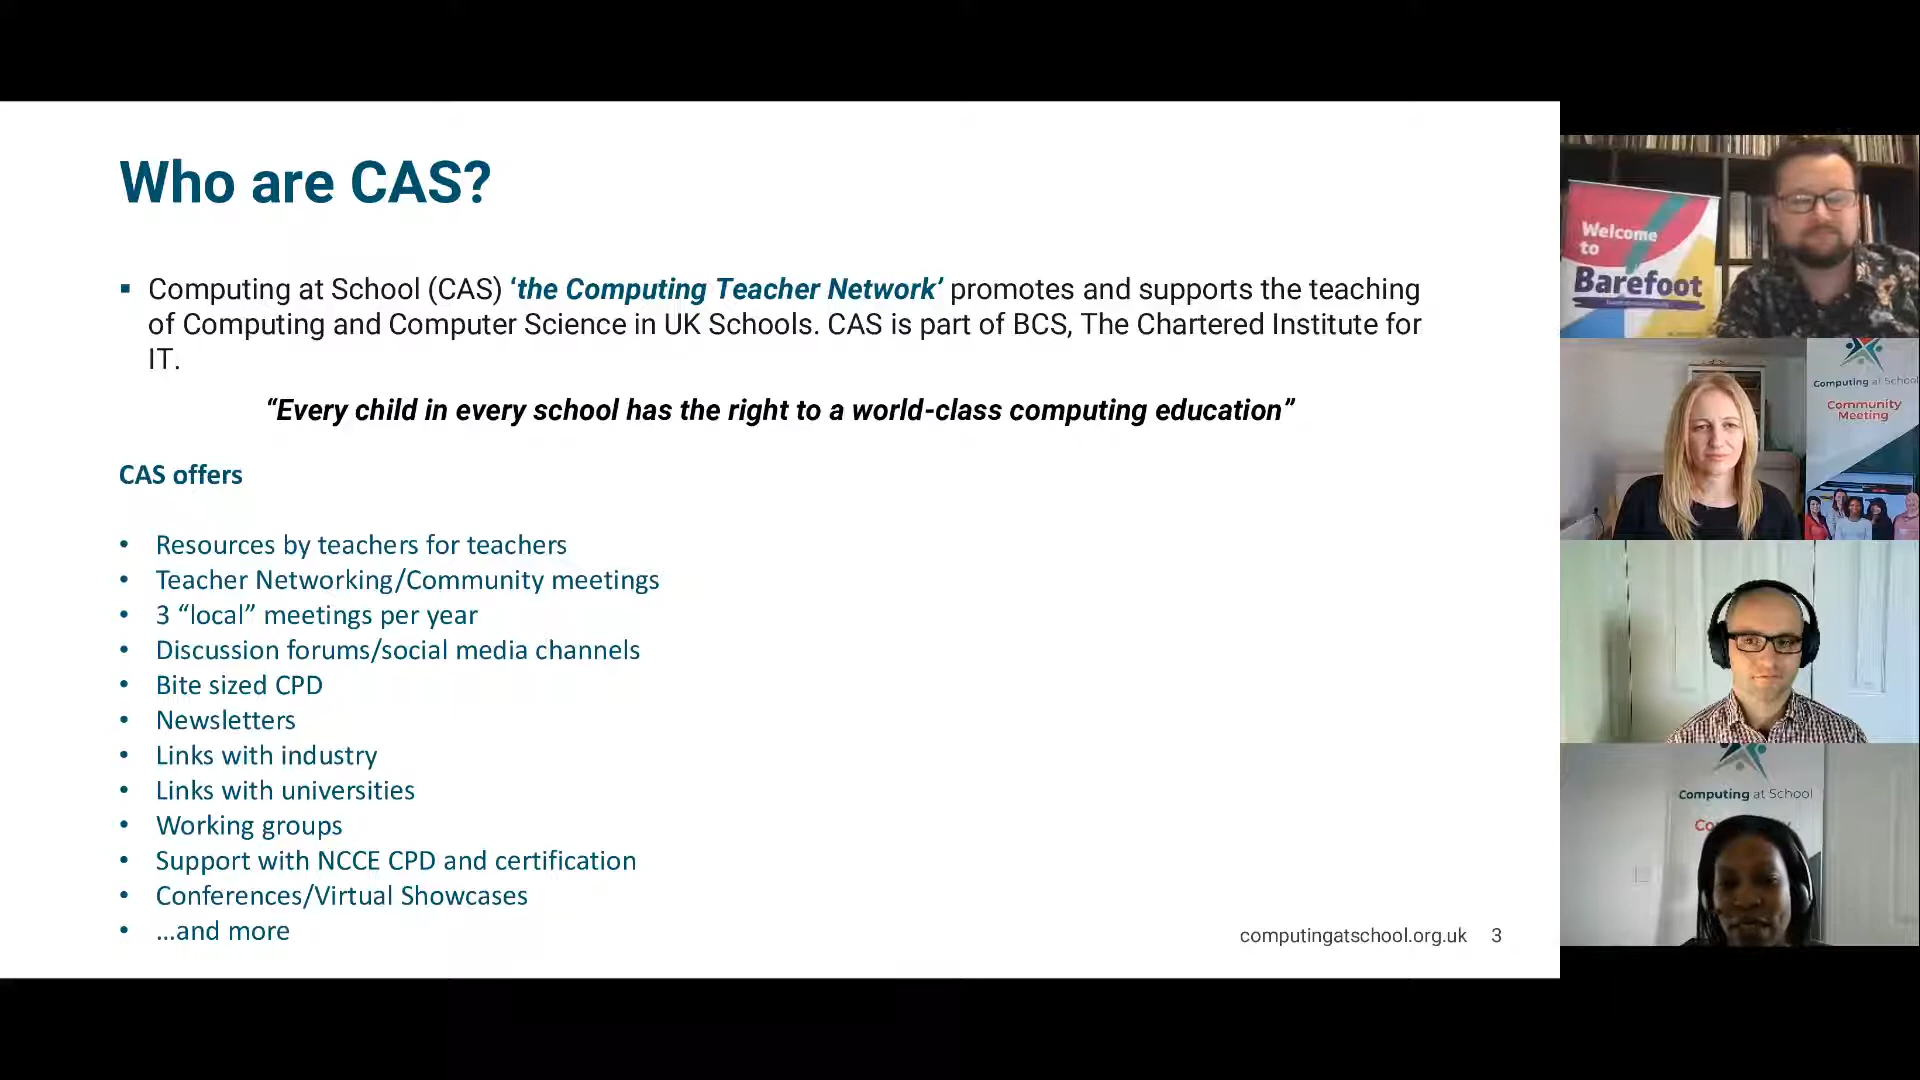 Who are CAS?
▪ Computing at School (CAS) ‘the Computing Teacher Network’ promotes and supports the teaching
of Computing and Computer Science in UK Schools. CAS is part of BCS, The Chartered Institute for
IT.
“Every child in every school has the right to a world-class computing education”
CAS offers
• Resources by teachers for teachers
• Teacher Networking/Community meetings
• 3 “local” meetings per year
• Discussion forums/social media channels
• Bite sized CPD
• Newsletters
• Links with industry
• Links with universities
• Working groups
• Support with NCCE CPD and certification
• Conferences/Virtual Showcases
• ...and more
computingatschool.org.uk 3
Welcome
to
Barefoot
Computing at School
Community
Meeting
Computing at School